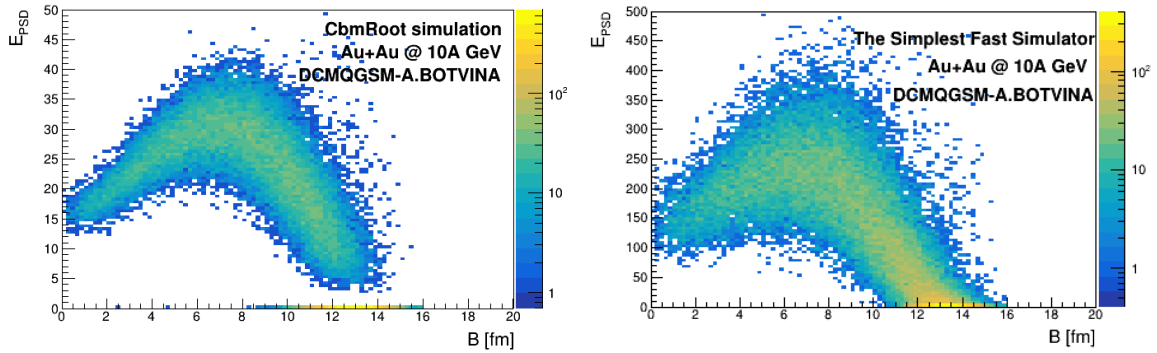 E_PSD
50
45
40
35
30
25
20
15
10
5
0
CbmRoot simulation
Au+Au @ 10A GeV
DCMQGSM-A.BOTVINA
10²
10
1
0 2 4 6 8 10 12 14 16 18 20
B [fm]
E_PSD
500
450
400
350
300
250
200
150
100
50
0
The Simplest Fast Simulator
Au+Au @ 10A GeV
DCMQGSM-A.BOTVINA
10²
10
1
0 2 4 6 8 10 12 14 16 18 20
B [fm]